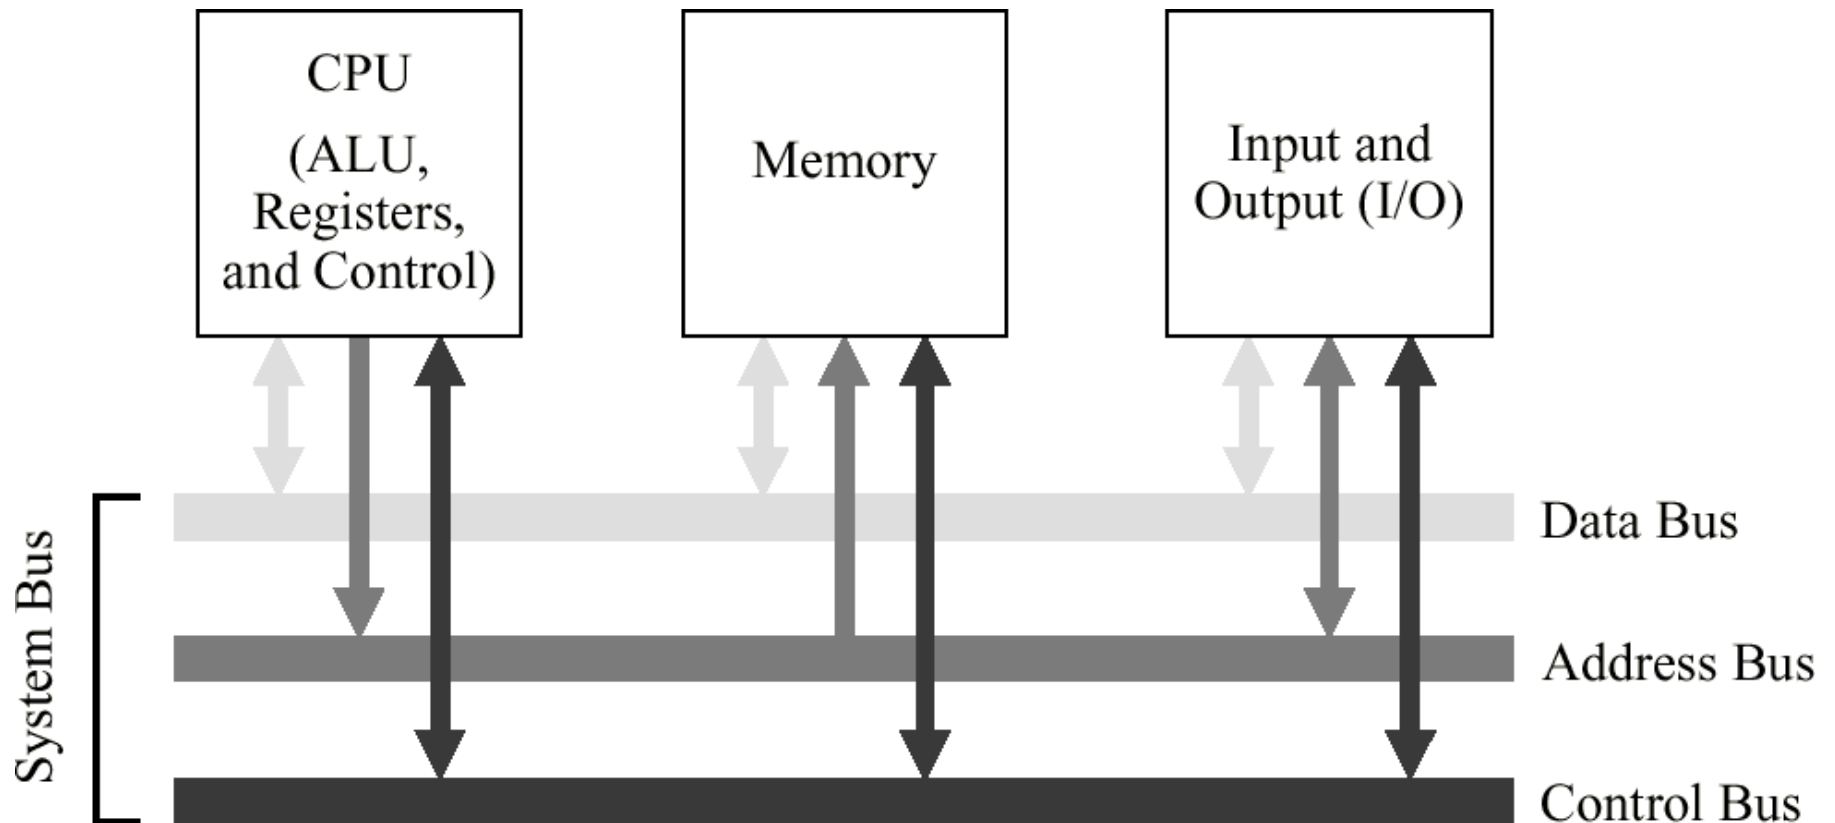 CPU
(ALU,
Registers,
and Control)
Memory
Input and
Output (I/O)
System Bus
Data Bus
Address Bus
Control Bus